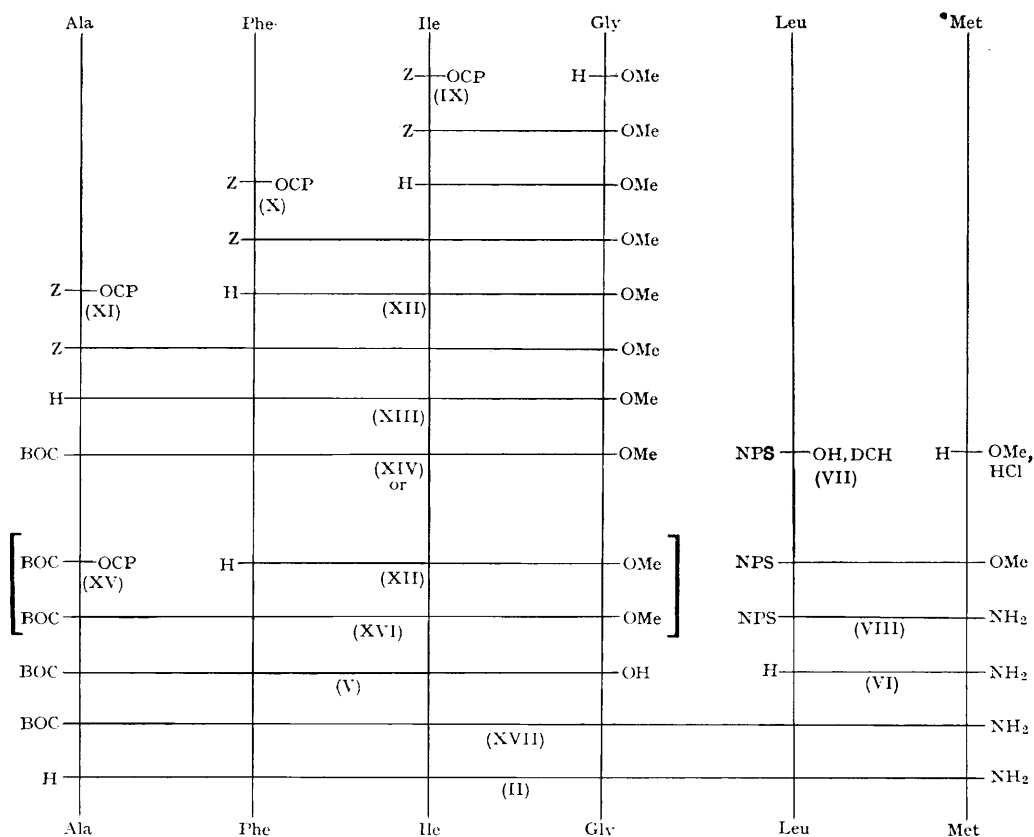 Ala Phe Ile Gly Leu Met
Z OCP H OMe
(IX)
Z OMe
Z OCP H OMe
(X)
Z OMe
Z OCP H OMe
(XI) (XII)
Z OMe
H OMe
(XIII)
BOC OMe NPS OH, DCH H OMe,
(XIV) (VII) HCl
or
BOC OCP H OMe NPS OMe
(XV) (XII)
BOC OMe NPS NH₂
(XVI) (VIII)
BOC OH H NH₂
(V) (VI)
BOC NH₂
(XVII)
H NH₂
(II)
Ala Phe Ile Gly Leu Met